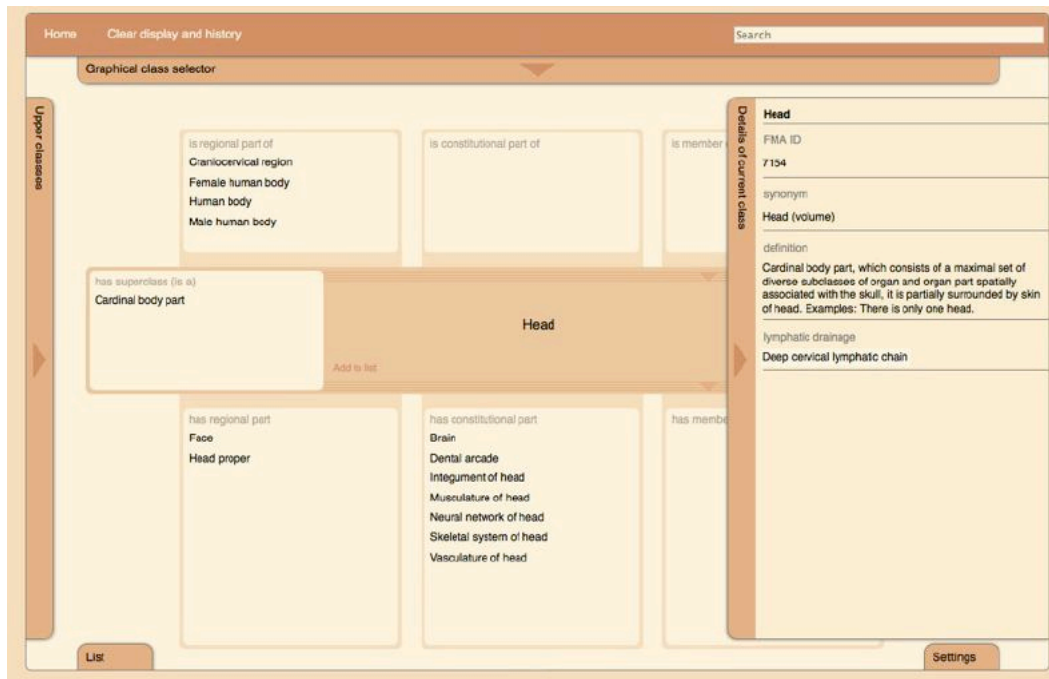 Home
Clear display and history
Search
Graphical class selector
Upper classes
is regional part of
Craniocervical region
Female human body
Human body
Male human body
is constitutional part of
is member
has superclass (is a)
Cardinal body part
Head
Add to list
has regional part
Face
Head proper
has constitutional part
Brain
Dental arcade
Integument of head
Musculature of head
Neural network of head
Skeletal system of head
Vasculature of head
has membe
Details of current class
Head
FMA ID
7154
synonym
Head (volume)
definition
Cardinal body part, which consists of a maximal set of
diverse subclasses of organ and organ part spatially
associated with the skull, it is partially surrounded by skin
of head. Examples: There is only one head.
lymphatic drainage
Deep cervical lymphatic chain
List
Settings